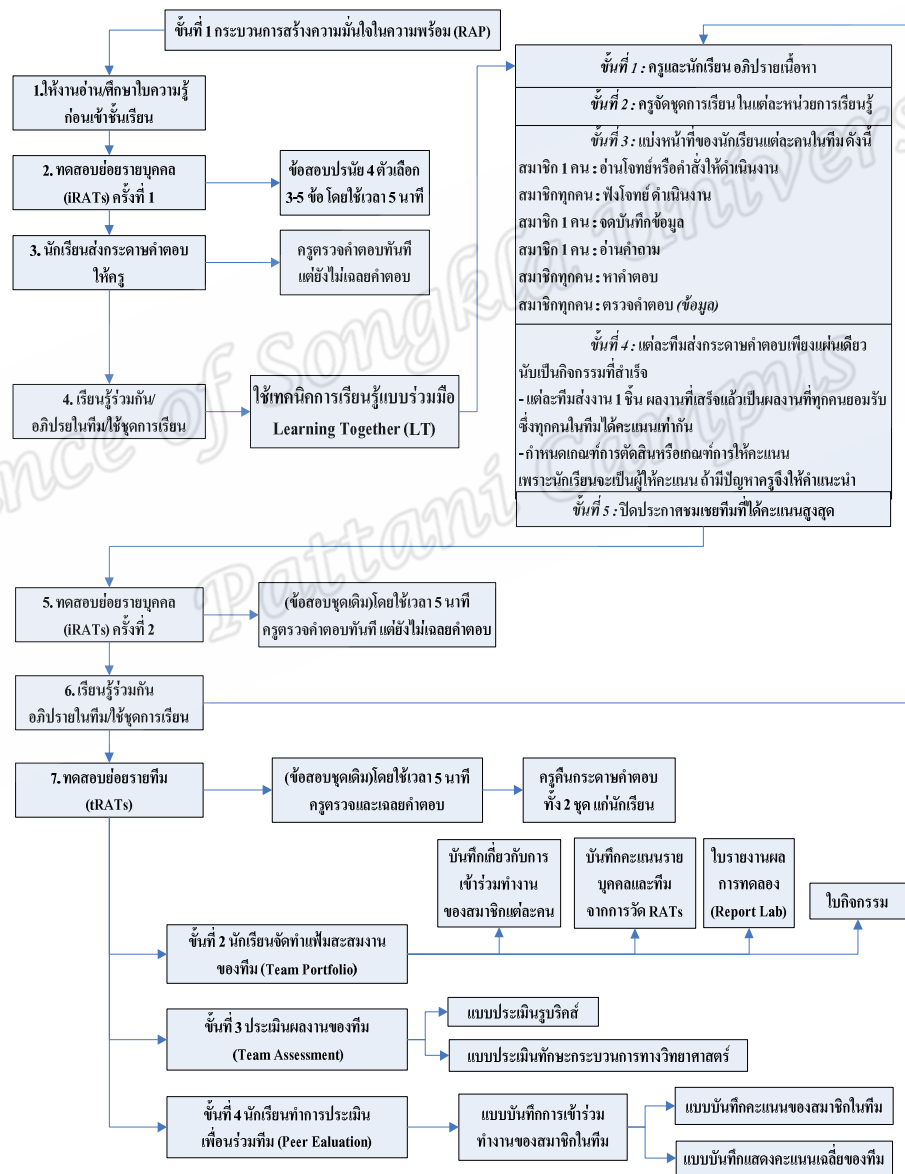 ขั้นที่ 1 กระบวนการสร้างความมั่นใจในความพร้อม (RAP)
1.ให้งานอ่าน/ศึกษาใบความรู้
ก่อนเข้าชั้นเรียน
2. ทดสอบย่อยรายบุคคล
(iRATs) ครั้งที่ 1
ข้อสอบปรนัย 4 ตัวเลือก
3-5 ข้อ โดยใช้เวลา 5 นาที
3. นักเรียนส่งกระดาษคำตอบ
ให้ครู
ครูตรวจคำตอบทันที
แต่ยังไม่เฉลยคำตอบ
4. เรียนรู้ร่วมกัน/
อภิปรายในทีม/ใช้ชุดการเรียน
ใช้เทคนิคการเรียนรู้แบบร่วมมือ
Learning Together (LT)
ขั้นที่ 1 : ครูและนักเรียน อภิปรายเนื้อหา
ขั้นที่ 2 : ครูจัดชุดการเรียน ในแต่ละหน่วยการเรียนรู้
ขั้นที่ 3 : แบ่งหน้าที่ของนักเรียนแต่ละคนในทีม ดังนี้
สมาชิก 1 คน : อ่านโจทย์หรือคำสั่งให้ดำเนินงาน
สมาชิกทุกคน : ฟังโจทย์ ดำเนินงาน
สมาชิก 1 คน : จดบันทึกข้อมูล
สมาชิก 1 คน : อ่านคำถาม
สมาชิกทุกคน : หาคำตอบ
สมาชิกทุกคน : ตรวจคำตอบ (ข้อมูล)
ขั้นที่ 4 : แต่ละทีมส่งกระดาษคำตอบเพียงแผ่นเดียว
นับเป็นกิจกรรมที่สำเร็จ
- แต่ละทีมส่งงาน 1 ชิ้น ผลงานที่เสร็จแล้วเป็นผลงานที่ทุกคนยอมรับ
ซึ่งทุกคนในทีมได้คะแนนเท่ากัน
-กำหนดเกณฑ์การตัดสินหรือเกณฑ์การให้คะแนน
เพราะนักเรียนจะเป็นผู้ให้คะแนน ถ้ามีปัญหาครูจึงให้คำแนะนำ
ขั้นที่ 5 : ปิดประกาศชมเชยทีมที่ได้คะแนนสูงสุด
5. ทดสอบย่อยรายบุคคล
(iRATs) ครั้งที่ 2
(ข้อสอบชุดเดิม)โดยใช้เวลา 5 นาที
ครูตรวจคำตอบทันที แต่ยังไม่เฉลยคำตอบ
6. เรียนรู้ร่วมกัน
อภิปรายในทีม/ใช้ชุดการเรียน
7. ทดสอบย่อยรายทีม
(tRATs)
(ข้อสอบชุดเดิม)โดยใช้เวลา 5 นาที
ครูตรวจและเฉลยคำตอบ
ครูคืนกระดาษคำตอบ
ทั้ง 2 ชุด แก่นักเรียน
บันทึกเกี่ยวกับการ
เข้าร่วมทำงาน
ของสมาชิกแต่ละคน
บันทึกคะแนนราย
บุคคลและทีม
จากการวัด RATs
ใบรายงานผล
การทดลอง
(Report Lab)
ใบกิจกรรม
ขั้นที่ 2 นักเรียนจัดทำแฟ้มสะสมงาน
ของทีม (Team Portfolio)
ขั้นที่ 3 ประเมินผลงานของทีม
(Team Assessment)
แบบประเมินรูบริคส์
แบบประเมินทักษะกระบวนการทางวิทยาศาสตร์
ขั้นที่ 4 นักเรียนทำการประเมิน
เพื่อนร่วมทีม (Peer Ealuation)
แบบบันทึกการเข้าร่วม
ทำงานของสมาชิกในทีม
แบบบันทึกคะแนนของสมาชิกในทีม
แบบบันทึกแสดงคะแนนเฉลี่ยของทีม
ence of Songkla Univers
Pattani Campus